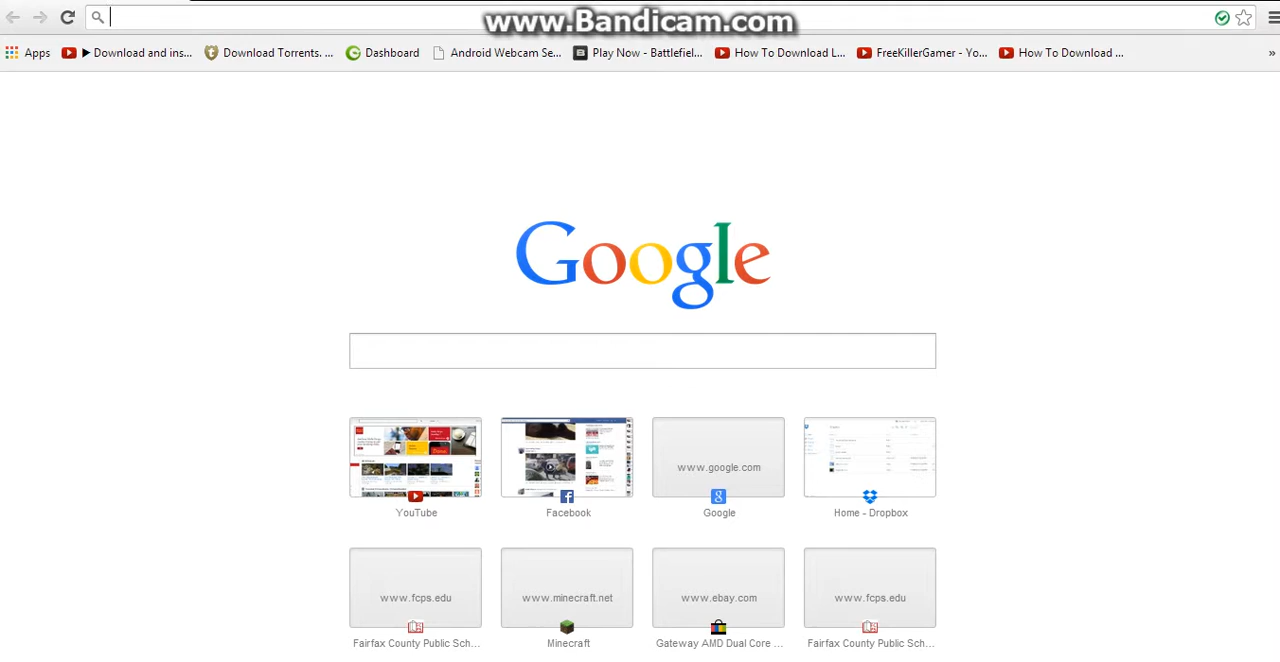 www.Bandicam.com
Apps ▶ Download and ins... Download Torrents. ... Dashboard Android Webcam Se... Play Now - Battlefiel... How To Download L... FreeKillerGamer - Yo... How To Download ... »
Google
www.google.com
YouTube Facebook Google Home - Dropbox
www.fcps.edu www.minecraft.net www.ebay.com www.fcps.edu
Fairfax County Public Sch... Minecraft Gateway AMD Dual Core ... Fairfax County Public Sch...